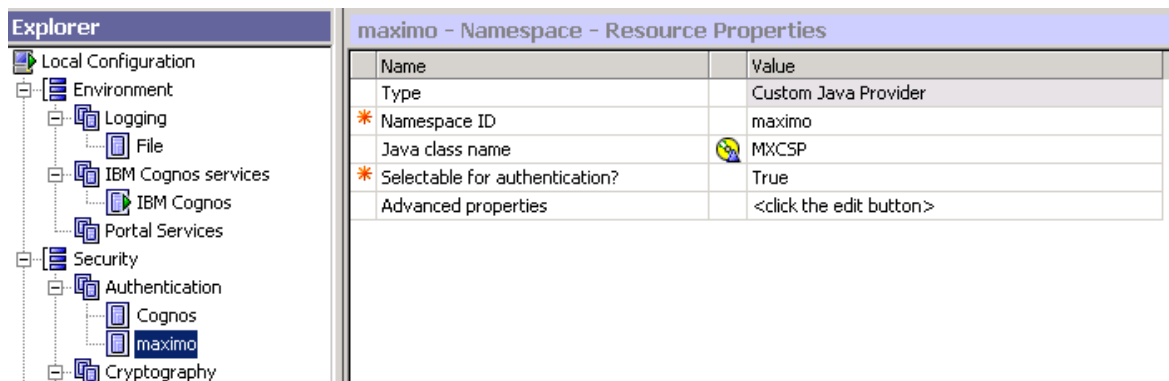 Explorer
Local Configuration
Environment
Logging
File
IBM Cognos services
IBM Cognos
Portal Services
Security
Authentication
Cognos
maximo
Cryptography
maximo - Namespace - Resource Properties
Name Value
Type Custom Java Provider
* Namespace ID maximo
Java class name MXCSP
* Selectable for authentication? True
Advanced properties <click the edit button>